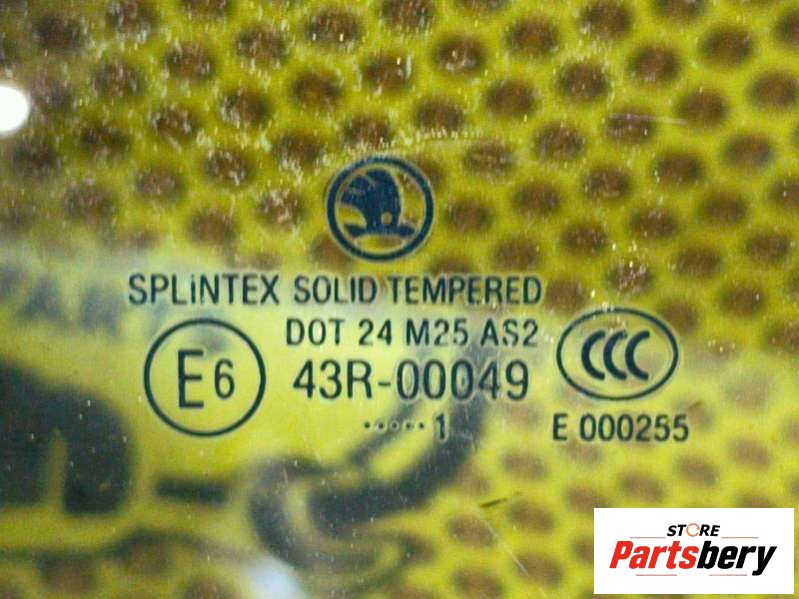 SPLiNTEX SOLID TEMPERED
DOT 24 M25 AS2
E6
43R-00049
CCC
·····1
E 000255
STORE
Partsbery